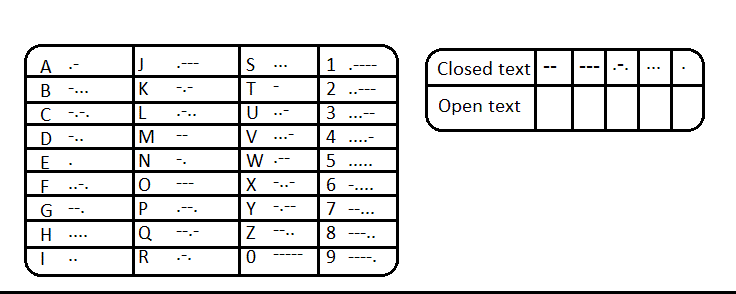 A .- J .--- S ... 1 .----
B -... K -.- T - 2 ..---
C -.-. L .-.. U ..- 3 ...--
D -.. M -- V ...- 4 ....-
E . N -. W .-- 5 .....
F ..-. O --- X -..- 6 -....
G --. P .--. Y -.-- 7 --...
H .... Q --.- Z --.. 8 ---..
I .. R .-. 0 ----- 9 ----.
Closed text -- --- .-. ... .
Open text